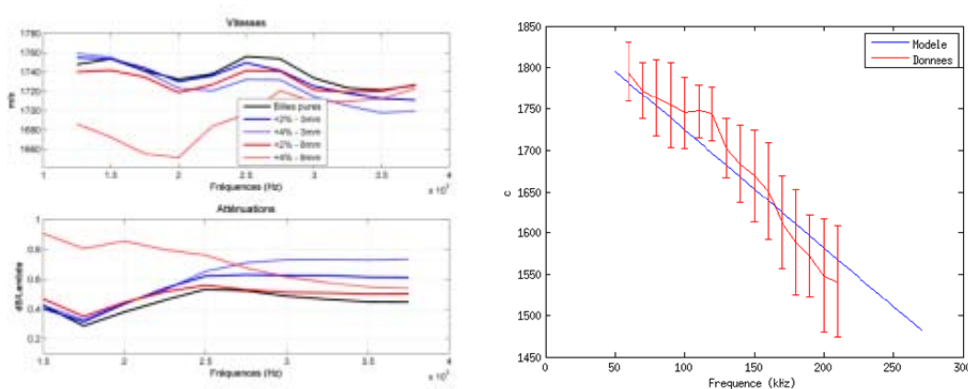 Vitesses
1780
1760
1740
1720
1700
1680
1660
m/s
Billes pures
+2% - 3mm
+4% - 3mm
+2% - 8mm
+4% - 8mm
1 1.5 2 2.5 3 3.5 4
Fréquences (Hz)
x 10⁵
Atténuations
1
0.8
0.6
0.4
0.2
dB/Lambda
1.5 2 2.5 3 3.5 4
Fréquences (Hz)
x 10⁵
1850
1800
1750
1700
1650
1600
1550
1500
1450
c
Modele
Donnees
0 50 100 150 200 250 300
Frequence (kHz)